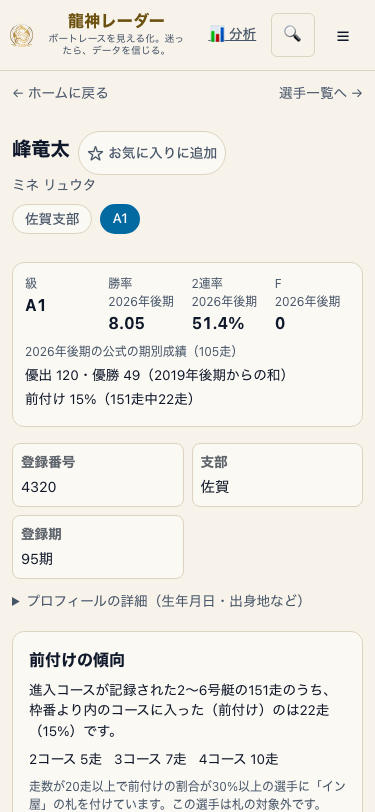 龍神レーダー
ボートレースを見える化。迷っ
たら、データを信じる。
📊 分析
🔍
≡
← ホームに戻る
選手一覧へ →
峰竜太
☆ お気に入りに追加
ミネ リュウタ
佐賀支部
A1
級
A1
勝率
2026年後期
8.05
2連率
2026年後期
51.4%
F
2026年後期
0
2026年後期の公式の期別成績（105走）
優出 120・優勝 49（2019年後期からの和）
前付け 15%（151走中22走）
登録番号
4320
支部
佐賀
登録期
95期
▶ プロフィールの詳細（生年月日・出身地など）
前付けの傾向
進入コースが記録された2〜6号艇の151走のうち、
枠番より内のコースに入った（前付け）のは22走
（15%）です。
2コース 5走 3コース 7走 4コース 10走
走数が20走以上で前付けの割合が30%以上の選手に「イン
屋」の札を付けています。この選手は札の対象外です。